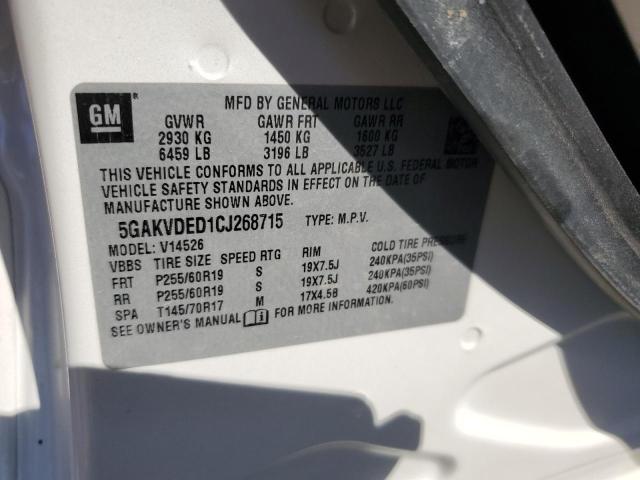 GM
MFD BY GENERAL MOTORS LLC
GVWR GAWR FRT GAWR RR
2930 KG 1450 KG 1600 KG
6459 LB 3196 LB 3527 LB
THIS VEHICLE CONFORMS TO ALL APPLICABLE U.S. FEDERAL MOTOR
VEHICLE SAFETY STANDARDS IN EFFECT ON THE DATE OF
MANUFACTURE SHOWN ABOVE.
5GAKVDED1CJ268715 TYPE: M.P.V.
MODEL: V14526
VBBS TIRE SIZE SPEED RTG RIM COLD TIRE PRESSURE
FRT P255/60R19 S 19X7.5J 240KPA(35PSI)
RR P255/60R19 S 19X7.5J 240KPA(35PSI)
SPA T145/70R17 M 17X4.5B 420KPA(60PSI)
SEE OWNER'S MANUAL i FOR MORE INFORMATION.